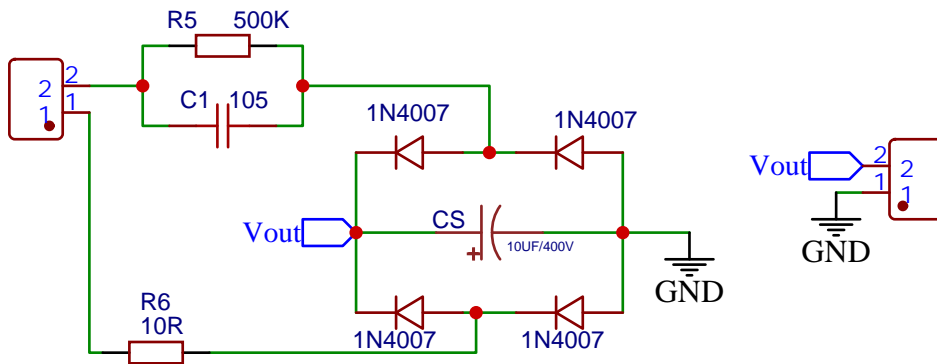 R5 500K
2
2
1
1
C1 105
1N4007
1N4007
Vout
CS
+
10UF/400V
GND
R6
10R
1N4007
1N4007
Vout
2
2
1
1
GND